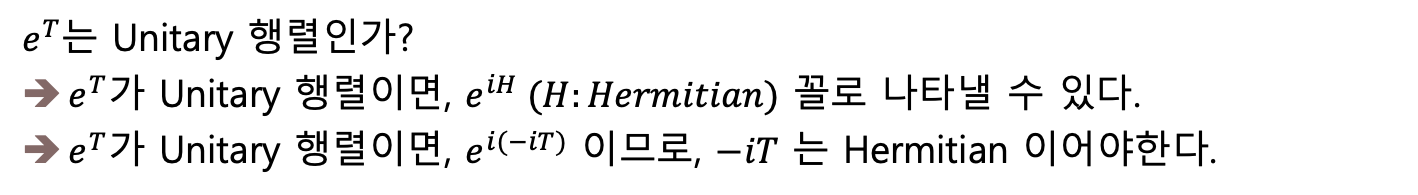 e^T는 Unitary 행렬인가?
➔ e^T가 Unitary 행렬이면, e^{iH} (H: Hermitian) 꼴로 나타낼 수 있다.
➔ e^T가 Unitary 행렬이면, e^{i(−iT)} 이므로, −iT 는 Hermitian 이어야한다.